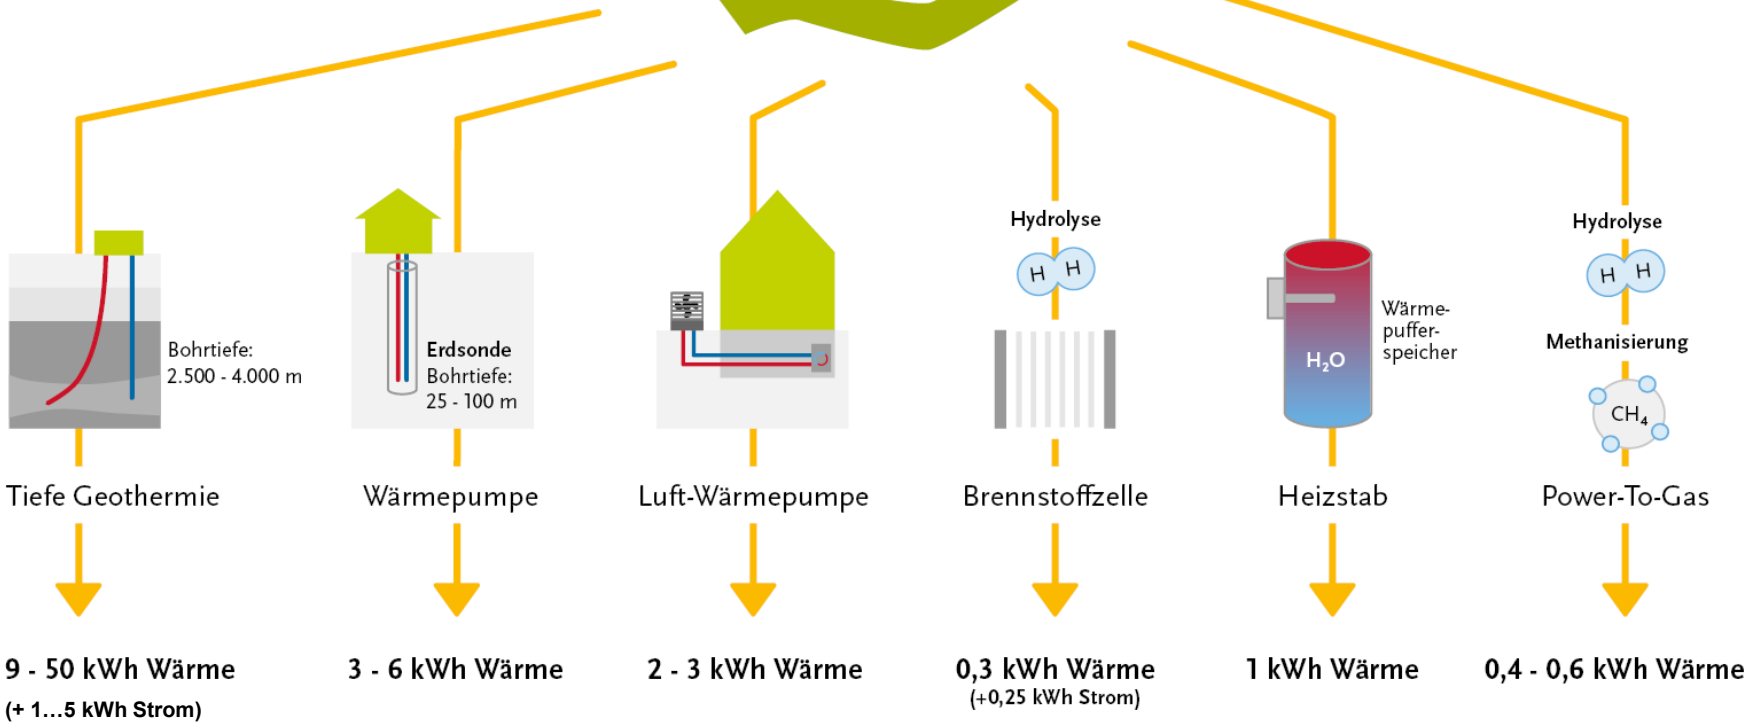 Hydrolyse
H H
Hydrolyse
H H
Bohrtiefe:
2.500 - 4.000 m
Erdsonde
Bohrtiefe:
25 - 100 m
H₂O
Wärme-
puffer-
speicher
Methanisierung
CH₄
Tiefe Geothermie
Wärmepumpe
Luft-Wärmepumpe
Brennstoffzelle
Heizstab
Power-To-Gas
9 - 50 kWh Wärme
(+ 1...5 kWh Strom)
3 - 6 kWh Wärme
2 - 3 kWh Wärme
0,3 kWh Wärme
(+0,25 kWh Strom)
1 kWh Wärme
0,4 - 0,6 kWh Wärme